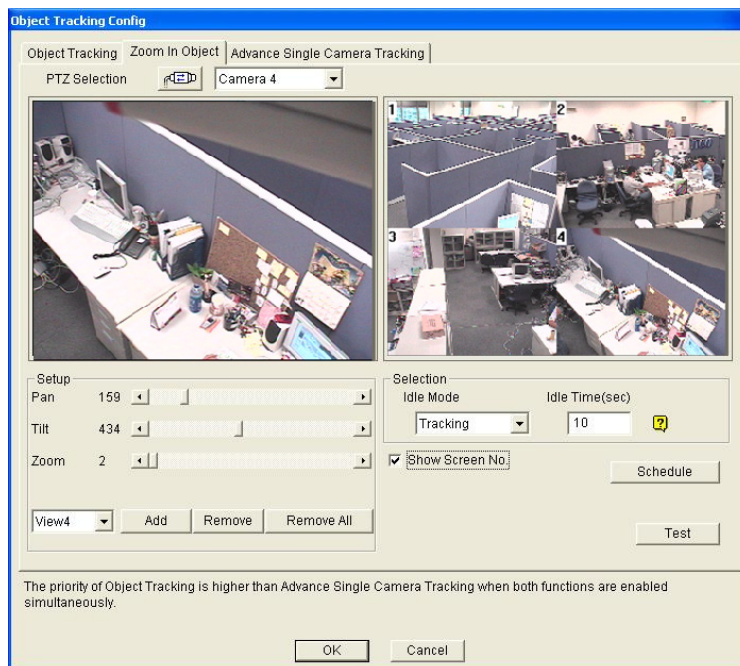 Object Tracking Config
Object Tracking
Zoom In Object
Advance Single Camera Tracking
PTZ Selection
Camera 4
1
2
3
4
Setup
Pan 159
Tilt 434
Zoom 2
View4
Add
Remove
Remove All
Selection
Idle Mode
Idle Time(sec)
Tracking
10
?
Show Screen No.
Schedule
Test
The priority of Object Tracking is higher than Advance Single Camera Tracking when both functions are enabled
simultaneously.
OK
Cancel